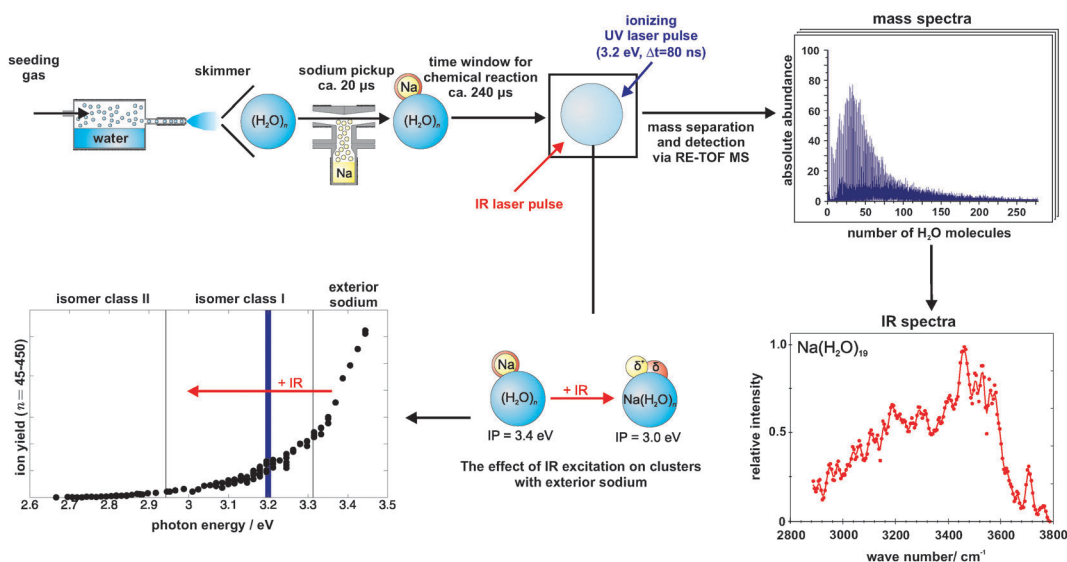 seeding
gas
water
skimmer
(H2O)n
sodium pickup
ca. 20 µs
Na
Na
(H2O)n
time window for
chemical reaction
ca. 240 µs
ionizing
UV laser pulse
(3.2 eV, Δt=80 ns)
IR laser pulse
mass separation
and detection
via RE-TOF MS
mass spectra
absolute abundance
100
80
60
40
20
0
0
50
75
100
125
150
200
250
number of H2O molecules
isomer class II
isomer class I
exterior
sodium
+ IR
ion yield (n= 45-450)
2.6
2.7
2.8
2.9
3
3.1
3.2
3.3
3.4
3.5
photon energy / eV
Na
(H2O)n
IP = 3.4 eV
+ IR
δ+
δ
Na(H2O)n
IP = 3.0 eV
The effect of IR excitation on clusters
with exterior sodium
IR spectra
Na(H2O)19
relative intensity
1.0
0.5
0.0
2800
3000
3200
3400
3600
3800
wave number/ cm-1